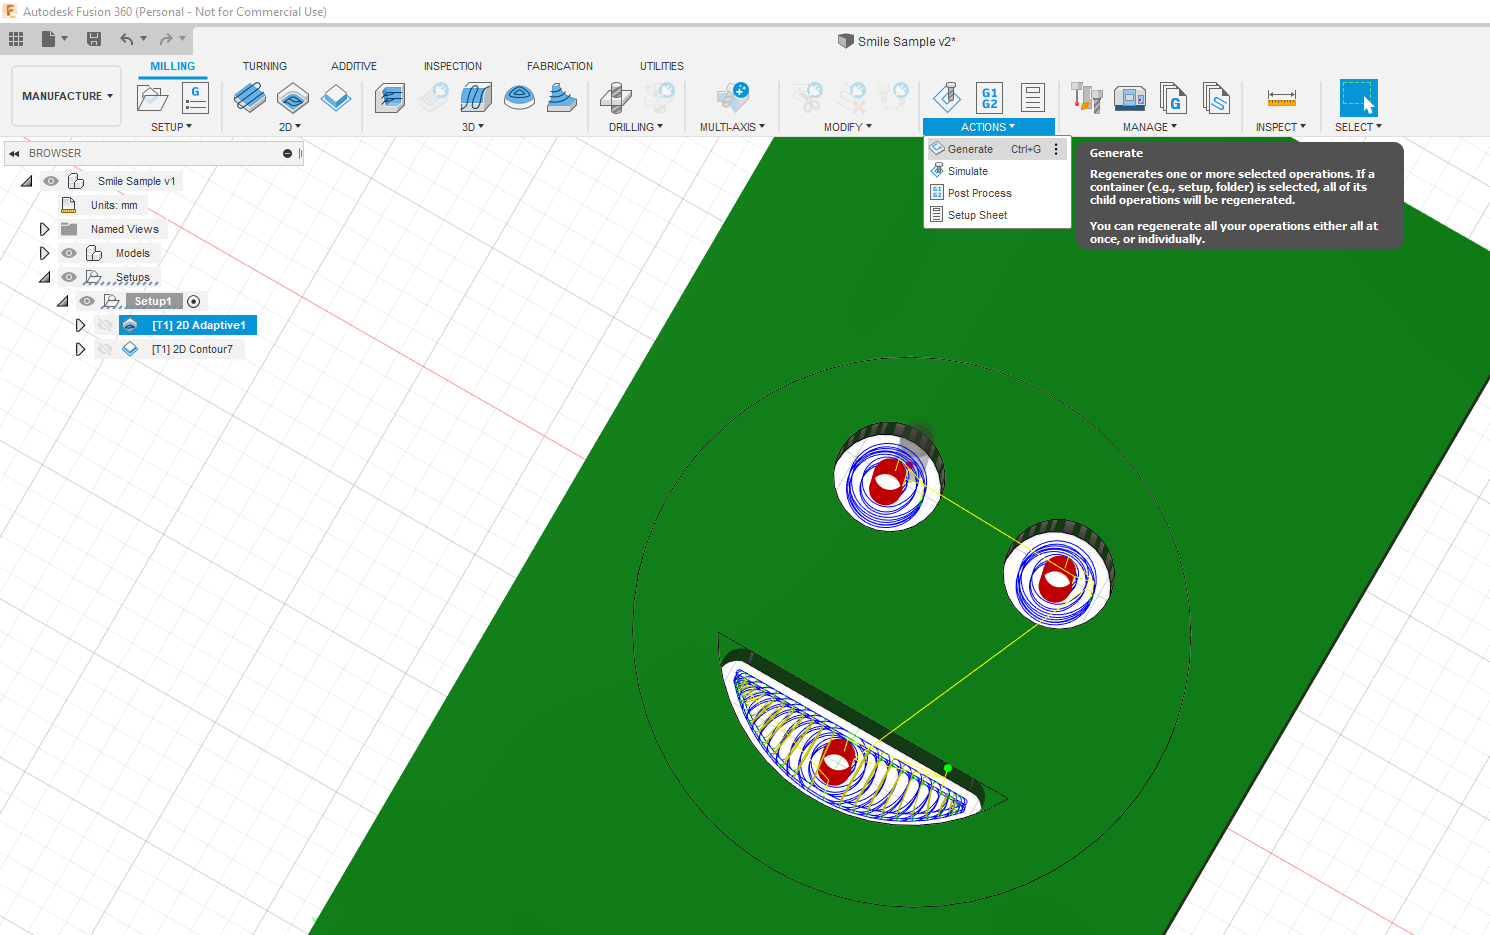 Autodesk Fusion 360 (Personal - Not for Commercial Use)
Smile Sample v2*
MILLING TURNING ADDITIVE INSPECTION FABRICATION UTILITIES
MANUFACTURE
G
G1
G2
G
SETUP 2D 3D DRILLING MULTI-AXIS MODIFY ACTIONS MANAGE INSPECT SELECT
BROWSER
Smile Sample v1
Units: mm
Named Views
Models
Setups
Setup1
[T1] 2D Adaptive1
[T1] 2D Contour7
Generate Ctrl+G
Simulate
G1
G2
Post Process
Setup Sheet
Generate
Regenerates one or more selected operations. If a
container (e.g., setup, folder) is selected, all of its
child operations will be regenerated.
You can regenerate all your operations either all at
once, or individually.